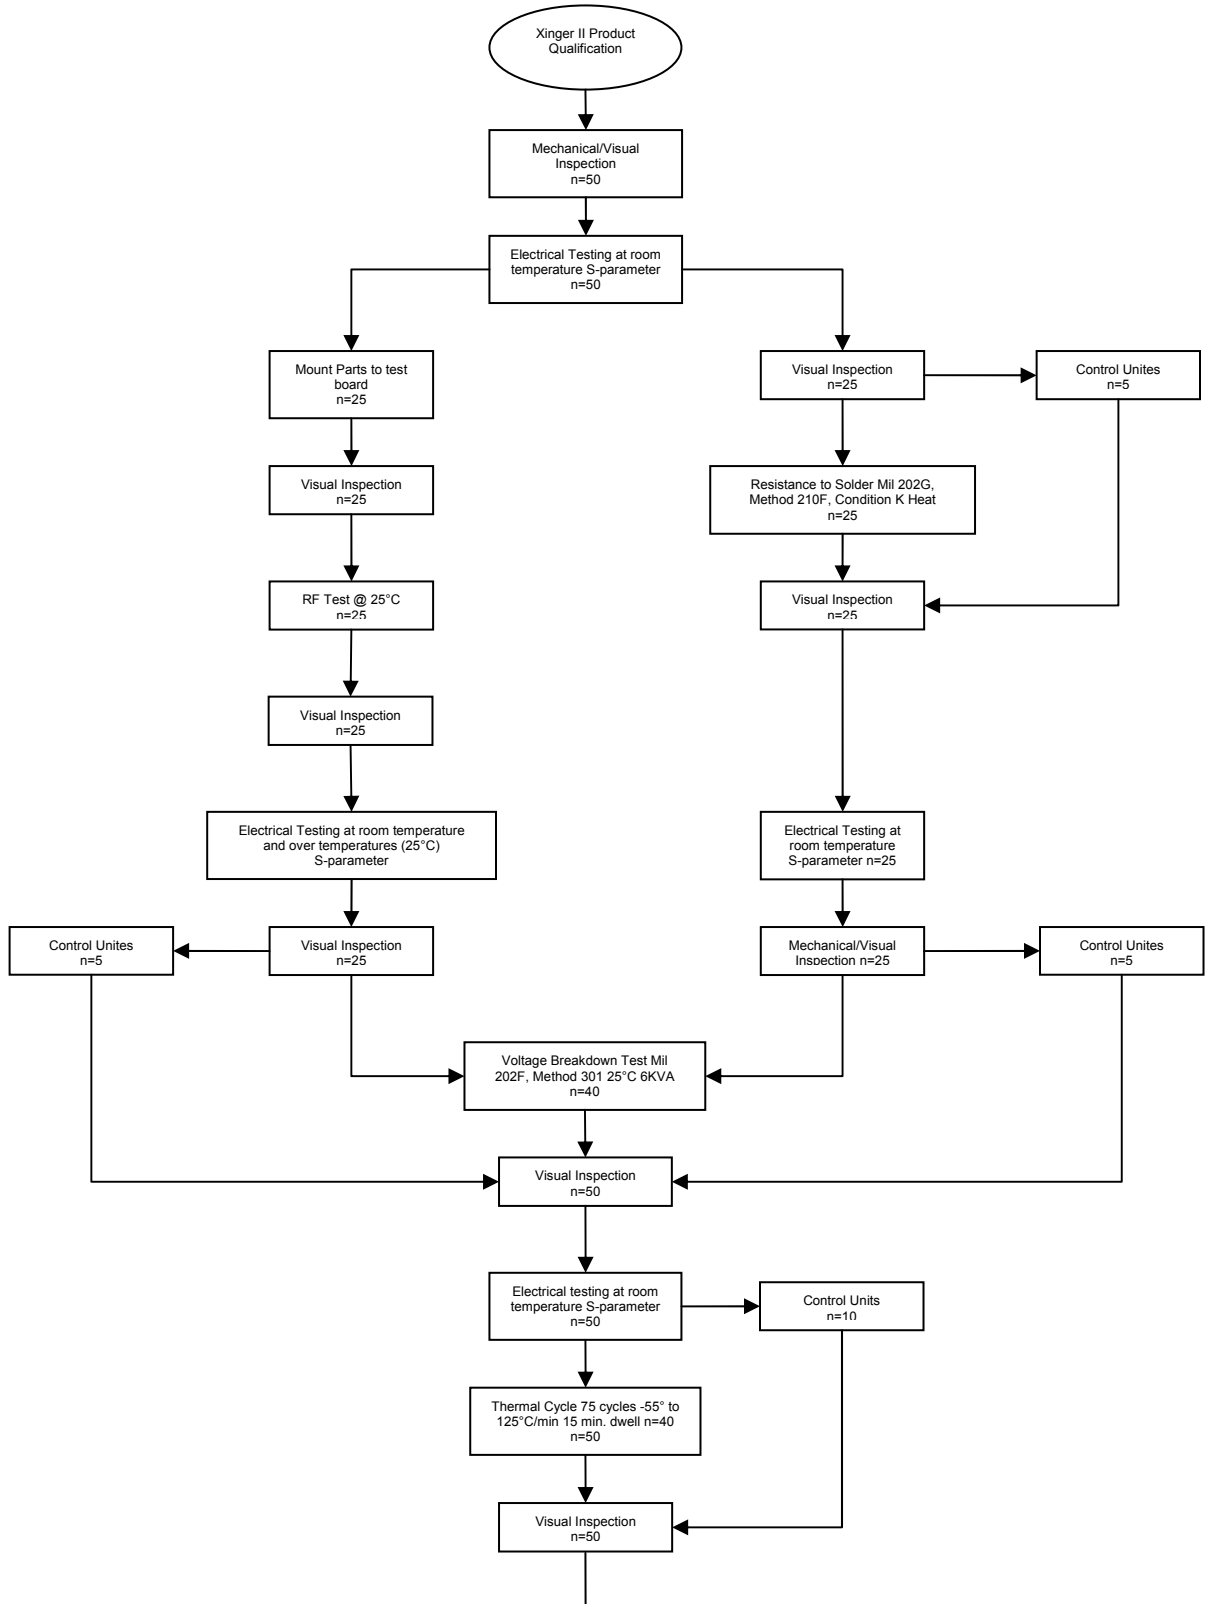 Xinger II Product
Qualification
Mechanical/Visual
Inspection
n=50
Electrical Testing at room
temperature S-parameter
n=50
Mount Parts to test
board
n=25
Visual Inspection
n=25
Control Unites
n=5
Visual Inspection
n=25
Resistance to Solder Mil 202G,
Method 210F, Condition K Heat
n=25
RF Test @ 25°C
n=25
Visual Inspection
n=25
Visual Inspection
n=25
Electrical Testing at room temperature
and over temperatures (25°C)
S-parameter
Electrical Testing at
room temperature
S-parameter n=25
Control Unites
n=5
Visual Inspection
n=25
Mechanical/Visual
Inspection n=25
Control Unites
n=5
Voltage Breakdown Test Mil
202F, Method 301 25°C 6KVA
n=40
Visual Inspection
n=50
Electrical testing at room
temperature S-parameter
n=50
Control Units
n=10
Thermal Cycle 75 cycles -55° to
125°C/min 15 min. dwell n=40
n=50
Visual Inspection
n=50